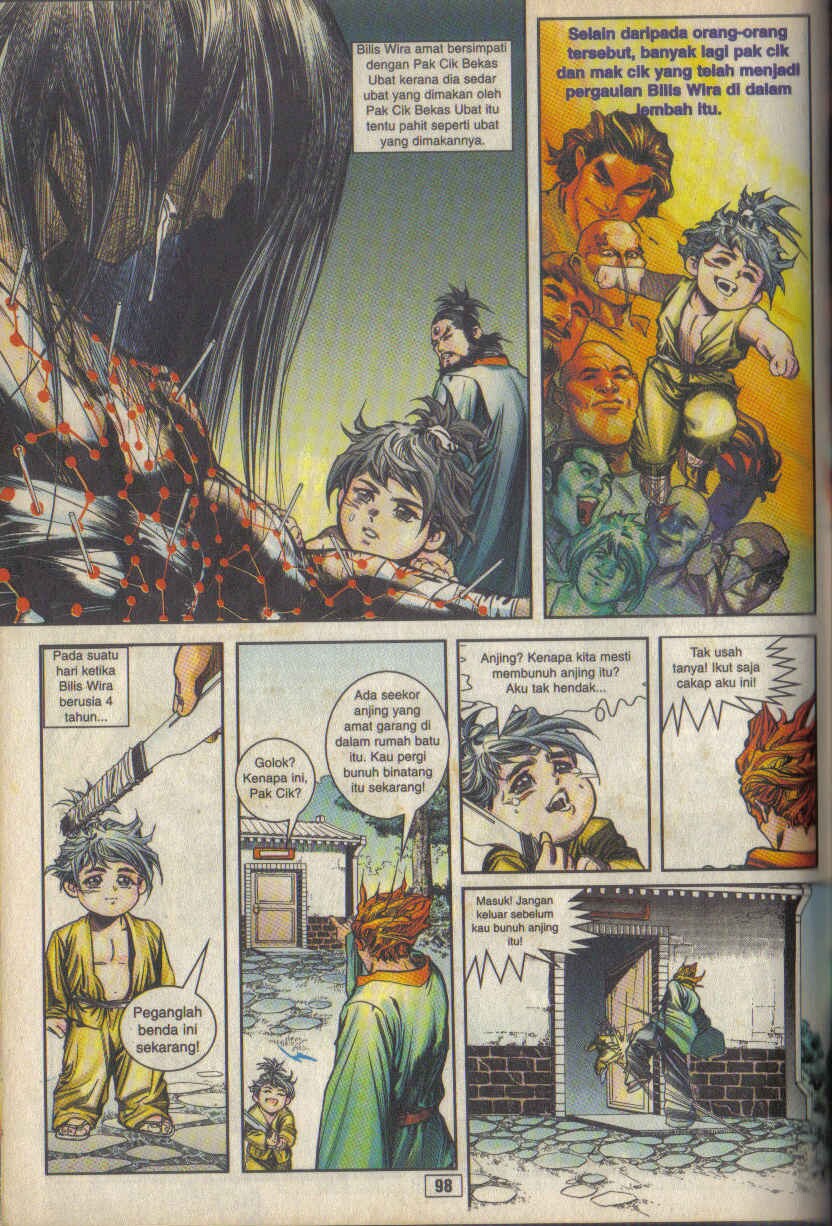 Bilis Wira amat bersimpati
dengan Pak Cik Bekas
Ubat kerana dia sedar
ubat yang dimakan oleh
Pak Cik Bekas Ubat itu
tentu pahit seperti ubat
yang dimakannya.
Selain daripada orang-orang
tersebut, banyak lagi pak cik
dan mak cik yang telah menjadi
pergaulan Bilis Wira di dalam
lembah itu.
Pada suatu
hari ketika
Bilis Wira
berusia 4
tahun...
Peganglah
benda ini
sekarang!
Golok?
Kenapa ini,
Pak Cik?
Ada seekor
anjing yang
amat garang di
dalam rumah batu
itu. Kau pergi
bunuh binatang
itu sekarang!
Anjing? Kenapa kita mesti
membunuh anjing itu?
Aku tak hendak...
Tak usah
tanya! Ikut saja
cakap aku ini!
Masuk! Jangan
keluar sebelum
kau bunuh anjing
itu!
98